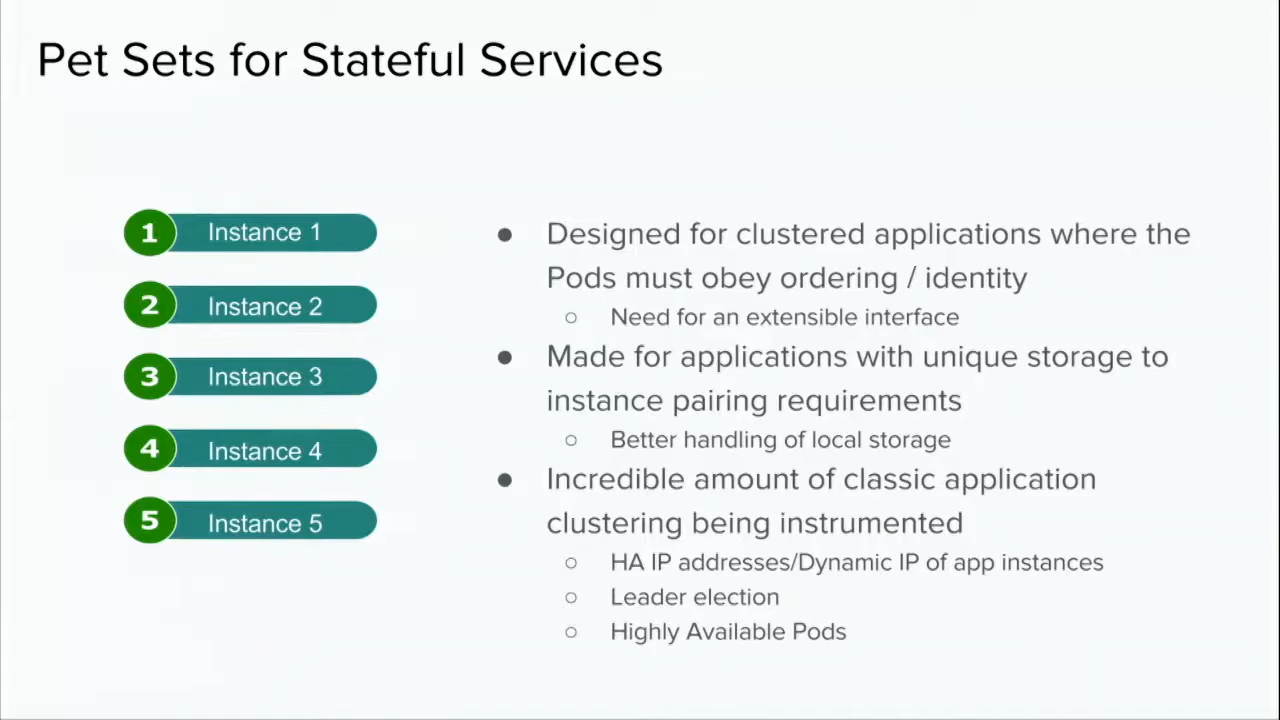 Pet Sets for Stateful Services
1 Instance 1
2 Instance 2
3 Instance 3
4 Instance 4
5 Instance 5
● Designed for clustered applications where the
Pods must obey ordering / identity
○ Need for an extensible interface
● Made for applications with unique storage to
instance pairing requirements
○ Better handling of local storage
● Incredible amount of classic application
clustering being instrumented
○ HA IP addresses/Dynamic IP of app instances
○ Leader election
○ Highly Available Pods